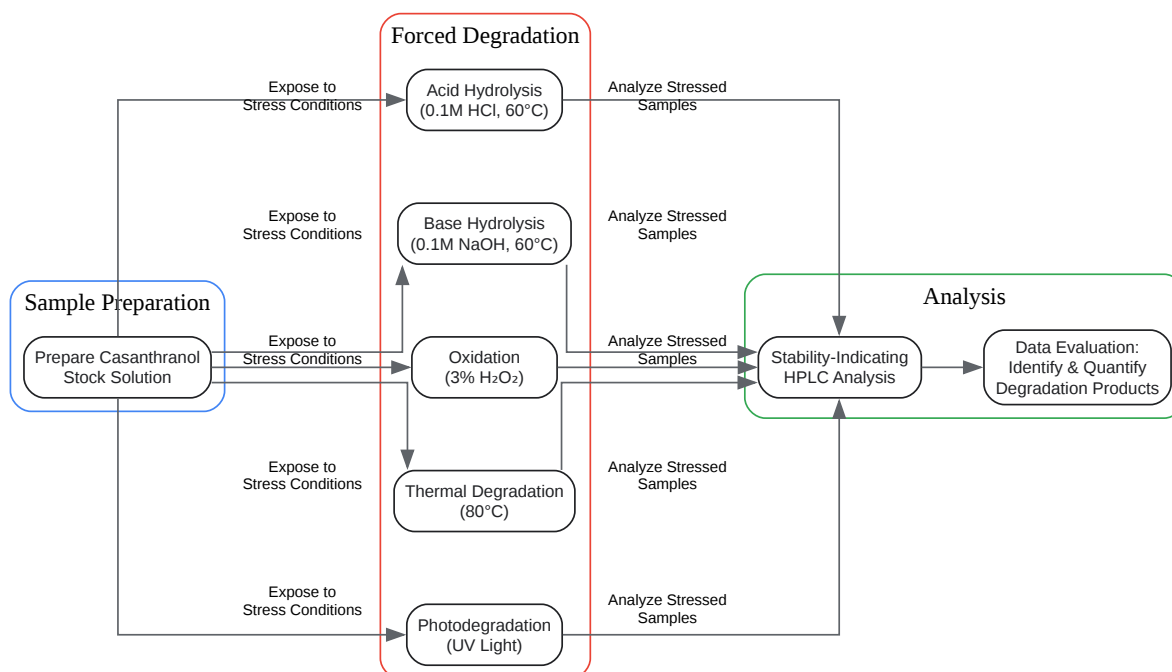 Forced Degradation
Expose to
Stress Conditions
Acid Hydrolysis
(0.1M HCl, 60°C)
Analyze Stressed
Samples
Expose to
Stress Conditions
Base Hydrolysis
(0.1M NaOH, 60°C)
Analyze Stressed
Samples
Sample Preparation
Prepare Casanthranol
Stock Solution
Expose to
Stress Conditions
Oxidation
(3% H₂O₂)
Analyze Stressed
Samples
Analysis
Stability-Indicating
HPLC Analysis
Data Evaluation:
Identify & Quantify
Degradation Products
Expose to
Stress Conditions
Thermal Degradation
(80°C)
Analyze Stressed
Samples
Expose to
Stress Conditions
Photodegradation
(UV Light)
Analyze Stressed
Samples